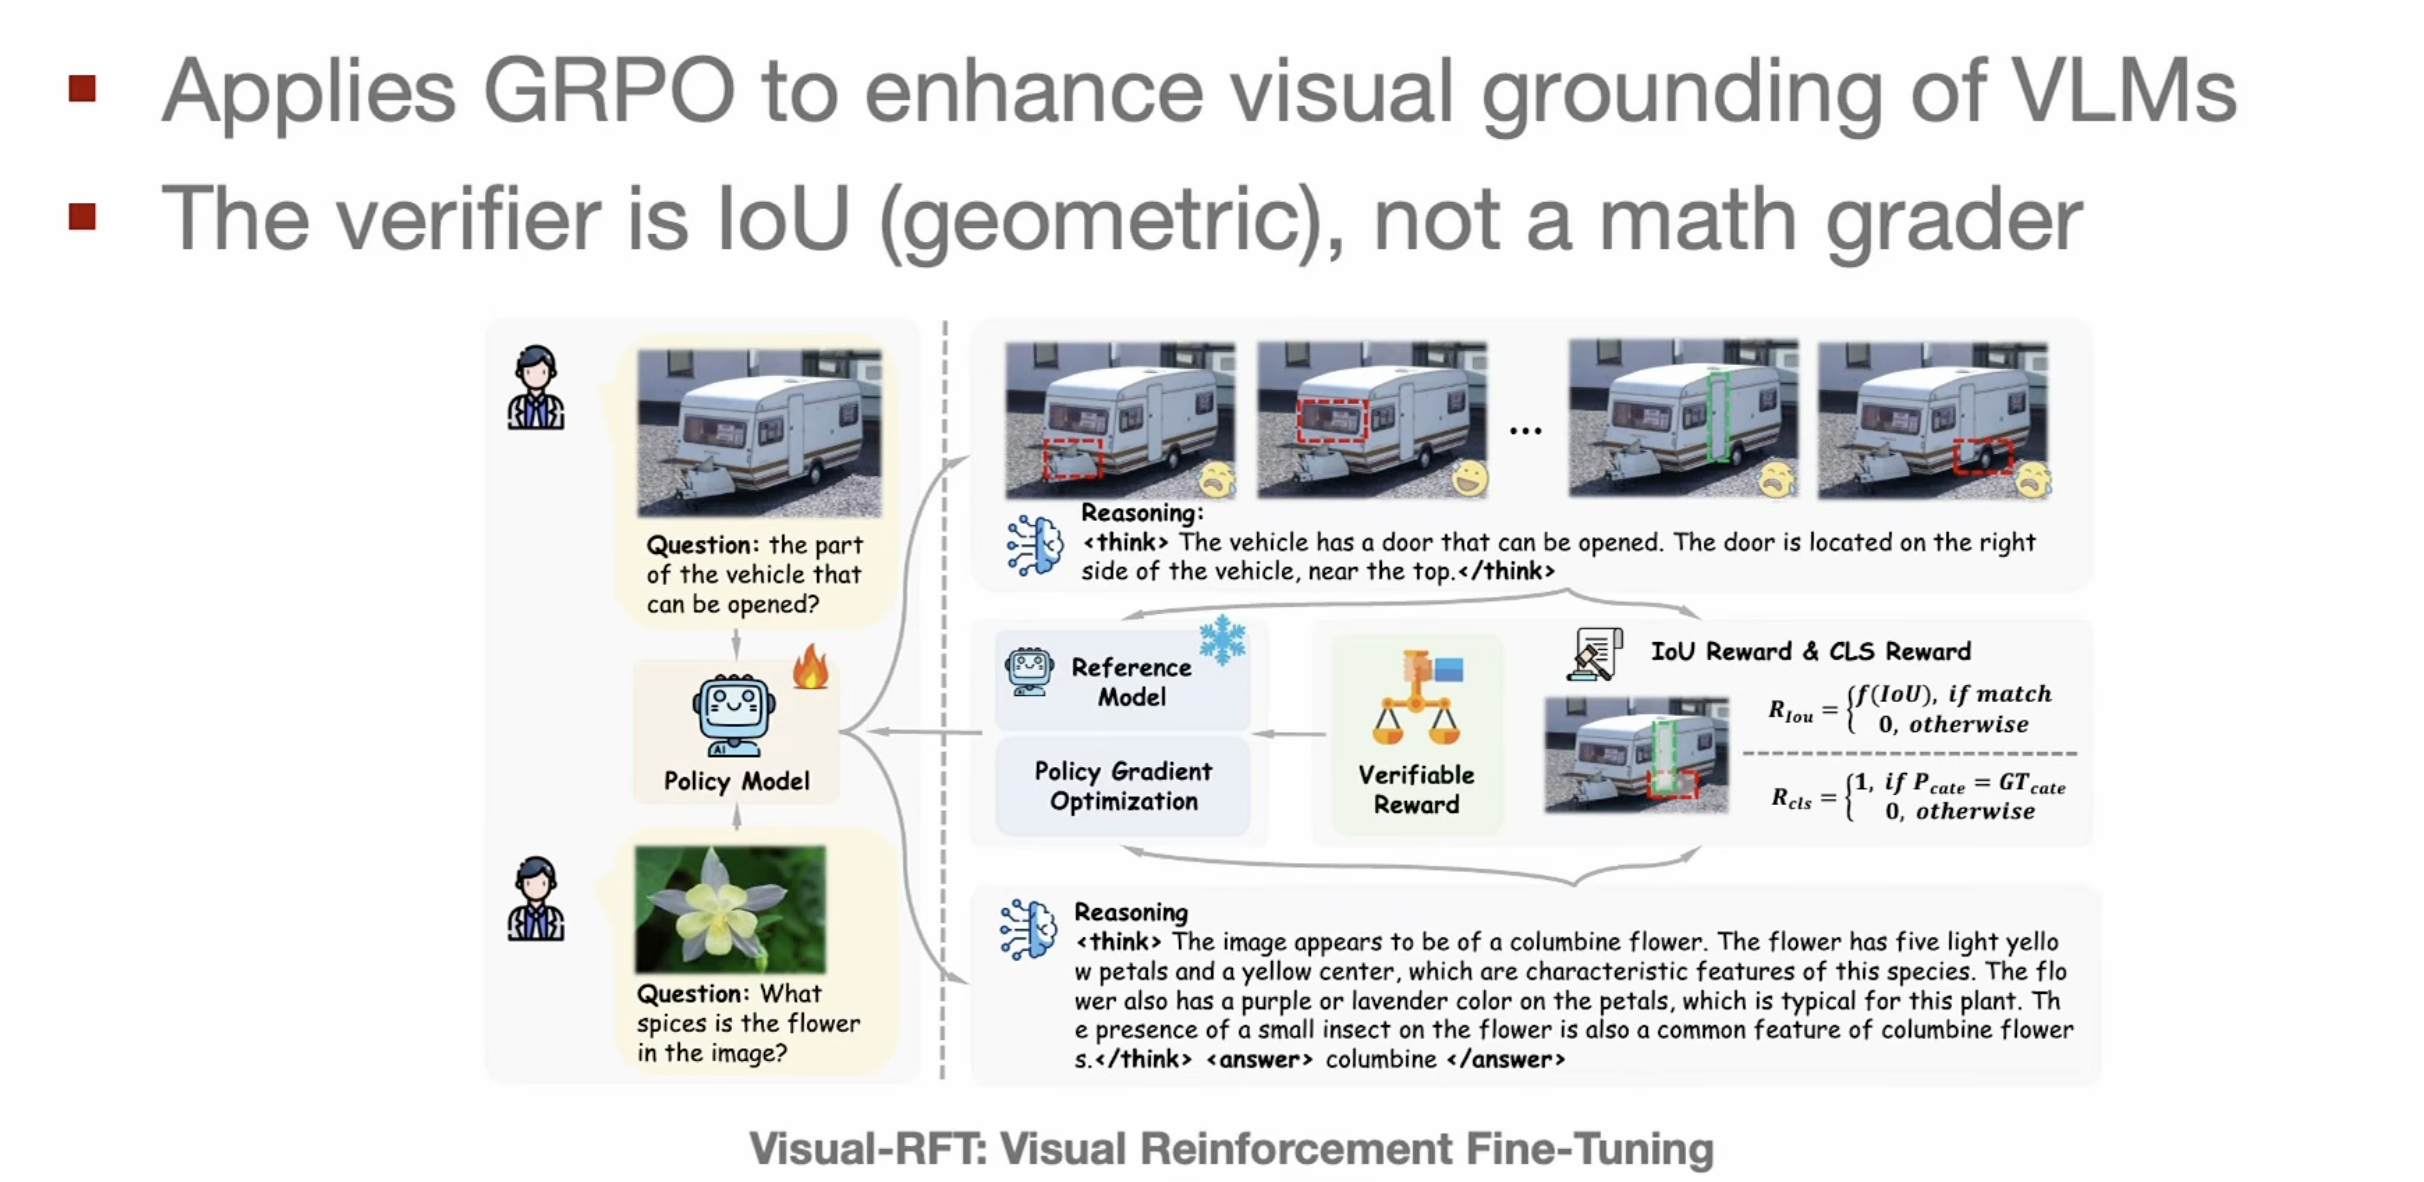 Applies GRPO to enhance visual grounding of VLMs
The verifier is IoU (geometric), not a math grader
Question: the part
of the vehicle that
can be opened?
Policy Model
AI
Question: What
spices is the flower
in the image?
...
Reasoning:
<think> The vehicle has a door that can be opened. The door is located on the right
side of the vehicle, near the top.</think>
AI
Reference
Model
Policy Gradient
Optimization
Verifiable
Reward
IoU Reward & CLS Reward
R_Iou = { f(IoU), if match
0, otherwise
R_cls = { 1, if P_cate = GT_cate
0, otherwise
Reasoning
<think> The image appears to be of a columbine flower. The flower has five light yello
w petals and a yellow center, which are characteristic features of this species. The flo
wer also has a purple or lavender color on the petals, which is typical for this plant. Th
e presence of a small insect on the flower is also a common feature of columbine flower
s.</think> <answer> columbine </answer>
Visual-RFT: Visual Reinforcement Fine-Tuning